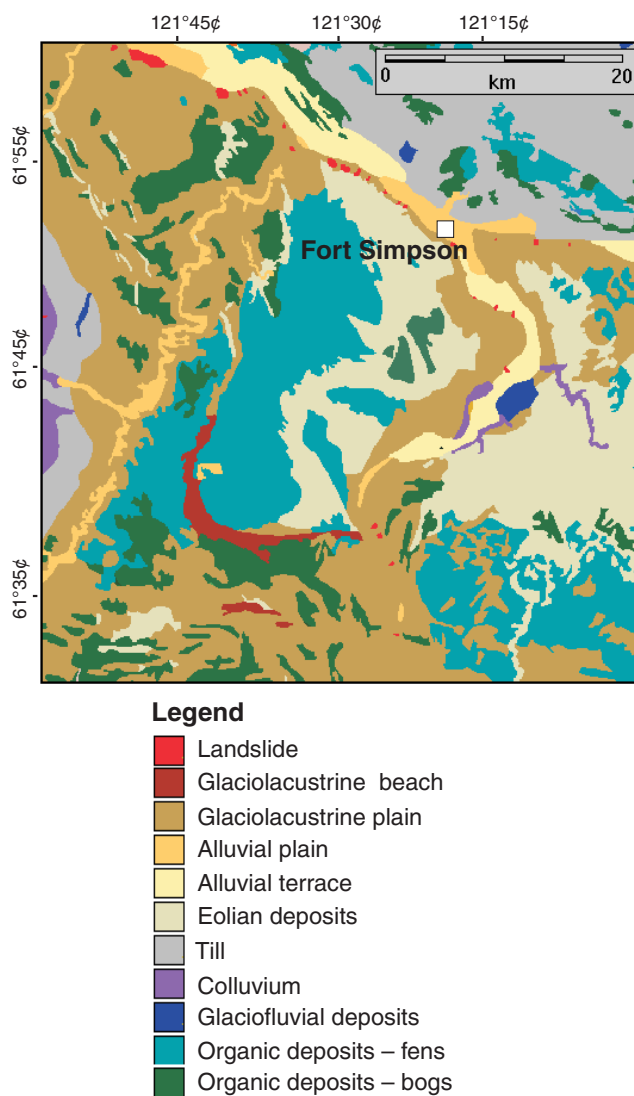 121°45¢ 121°30¢ 121°15¢
0 20
km
61°55¢
Fort Simpson
61°45¢
61°35¢
Legend
Landslide
Glaciolacustrine beach
Glaciolacustrine plain
Alluvial plain
Alluvial terrace
Eolian deposits
Till
Colluvium
Glaciofluvial deposits
Organic deposits – fens
Organic deposits – bogs